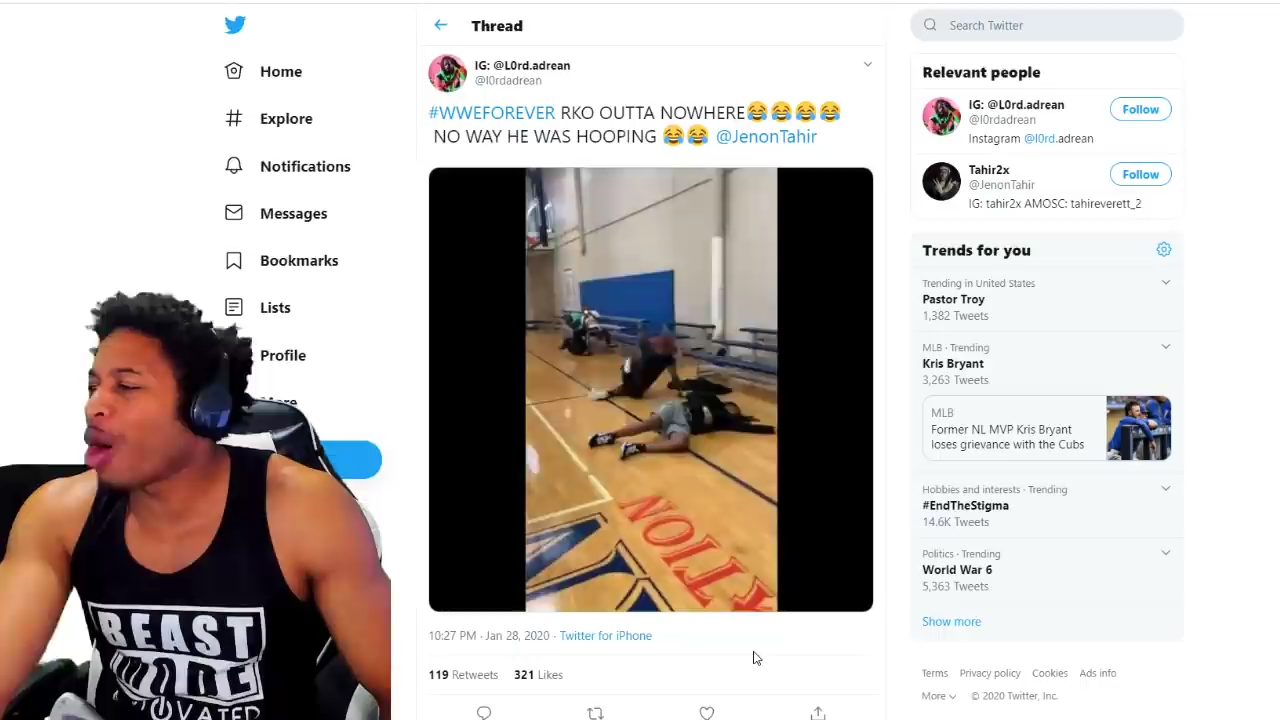 Home
Explore
Notifications
Messages
Bookmarks
Lists
Profile
More
Thread
IG: @L0rd.adrean
@l0rdadrean
#WWEFOREVER RKO OUTTA NOWHERE😂😂😂😂
NO WAY HE WAS HOOPING 😂😂 @JenonTahir
10:27 PM · Jan 28, 2020 · Twitter for iPhone
119 Retweets 321 Likes
BEAST
MODE
MOTIVATED
Search Twitter
Relevant people
IG: @L0rd.adrean
@l0rdadrean
Follow
Instagram @l0rd.adrean
Tahir2x
@JenonTahir
Follow
IG: tahir2x AMOSC: tahireverett_2
Trends for you
Trending in United States
Pastor Troy
1,382 Tweets
MLB · Trending
Kris Bryant
3,263 Tweets
MLB
Former NL MVP Kris Bryant
loses grievance with the Cubs
Hobbies and interests · Trending
#EndTheStigma
14.6K Tweets
Politics · Trending
World War 6
5,363 Tweets
Show more
Terms Privacy policy Cookies Ads info
More © 2020 Twitter, Inc.